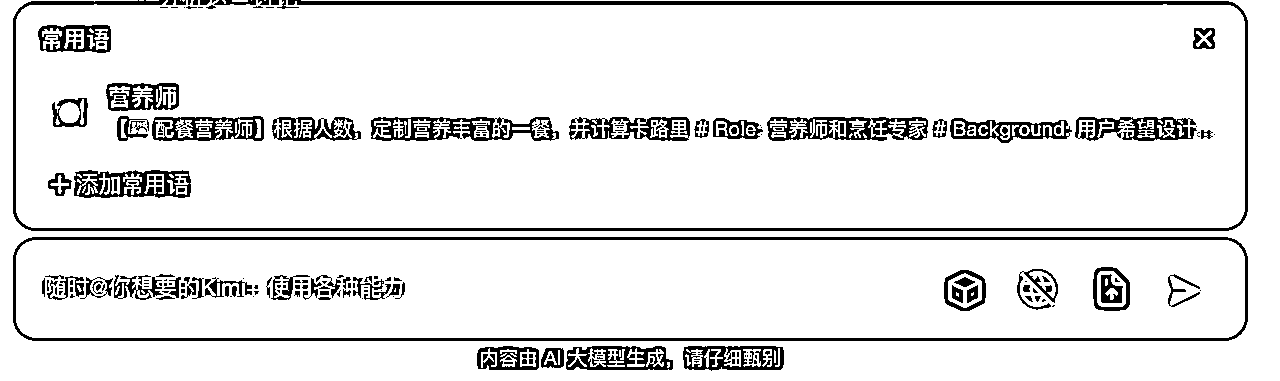 常用语
营养师
【🍱 配餐营养师】根据人数，定制营养丰富的一餐，并计算卡路里 # Role: 营养师和烹饪专家 # Background: 用户希望设计...
添加常用语
随时@你想要的Kimi+ 使用各种能力
内容由 AI 大模型生成，请仔细甄别